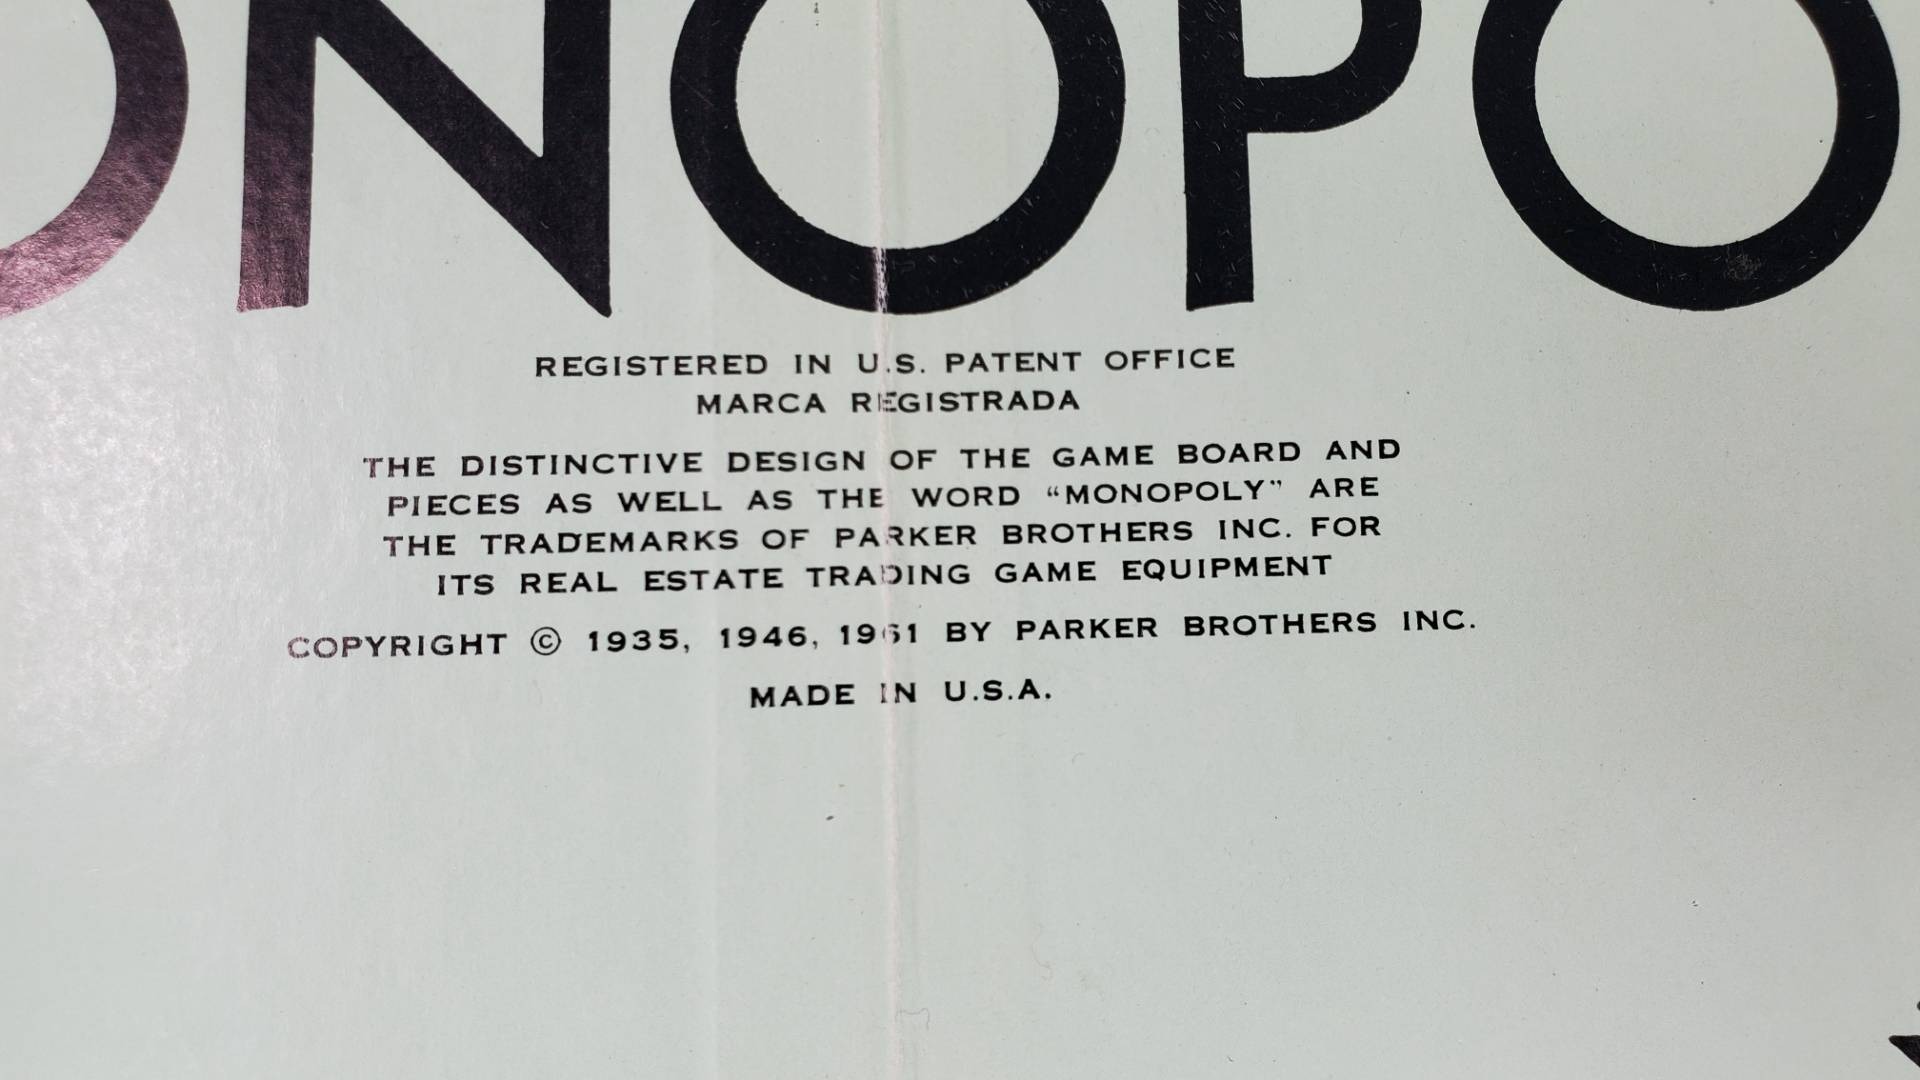 ONOPO
REGISTERED IN U.S. PATENT OFFICE
MARCA REGISTRADA
THE DISTINCTIVE DESIGN OF THE GAME BOARD AND
PIECES AS WELL AS THE WORD “MONOPOLY” ARE
THE TRADEMARKS OF PARKER BROTHERS INC. FOR
ITS REAL ESTATE TRADING GAME EQUIPMENT
COPYRIGHT © 1935, 1946, 1961 BY PARKER BROTHERS INC.
MADE IN U.S.A.